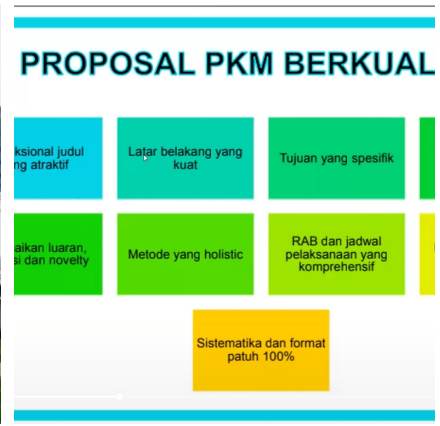 PROPOSAL PKM BERKUAL
ksional judul
ng atraktif
Latar belakang yang
kuat
Tujuan yang spesifik
aikan luaran,
si dan novelty
Metode yang holistic
RAB dan jadwal
pelaksanaan yang
komprehensif
Sistematika dan format
patuh 100%